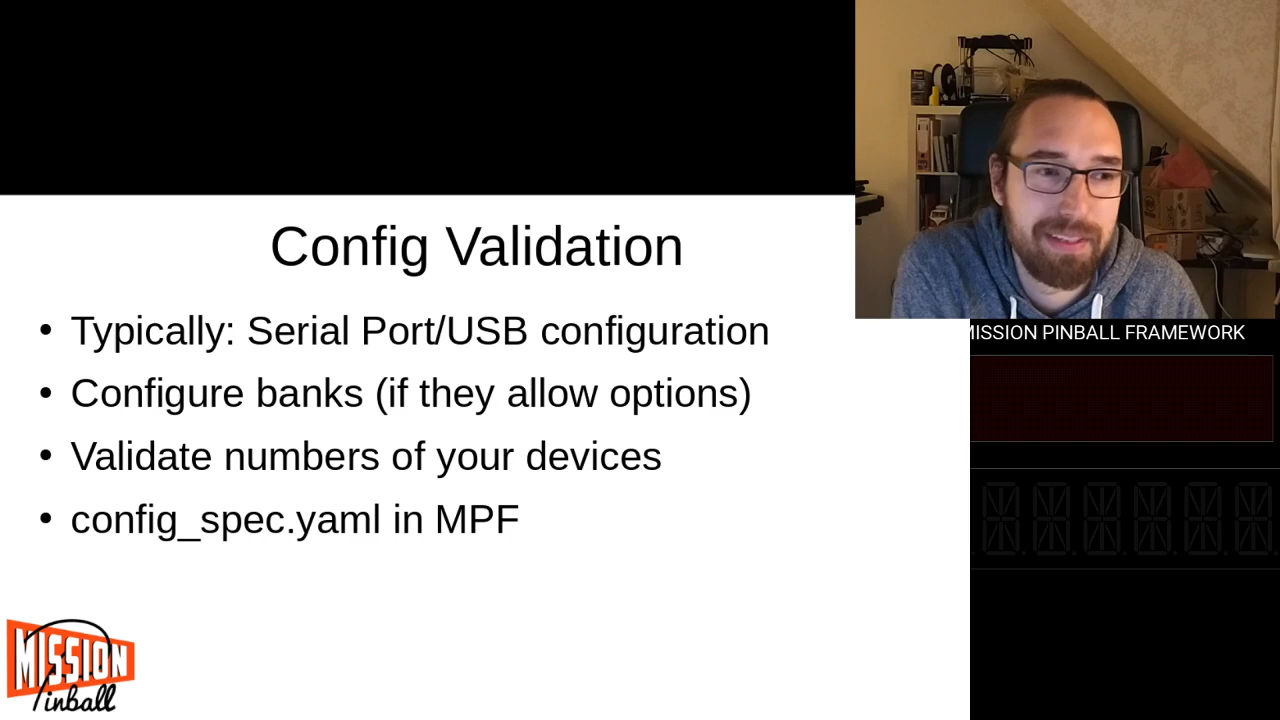 Config Validation
• Typically: Serial Port/USB configuration
• Configure banks (if they allow options)
• Validate numbers of your devices
• config_spec.yaml in MPF
MISSION PINBALL FRAMEWORK
MISSION
Pinball